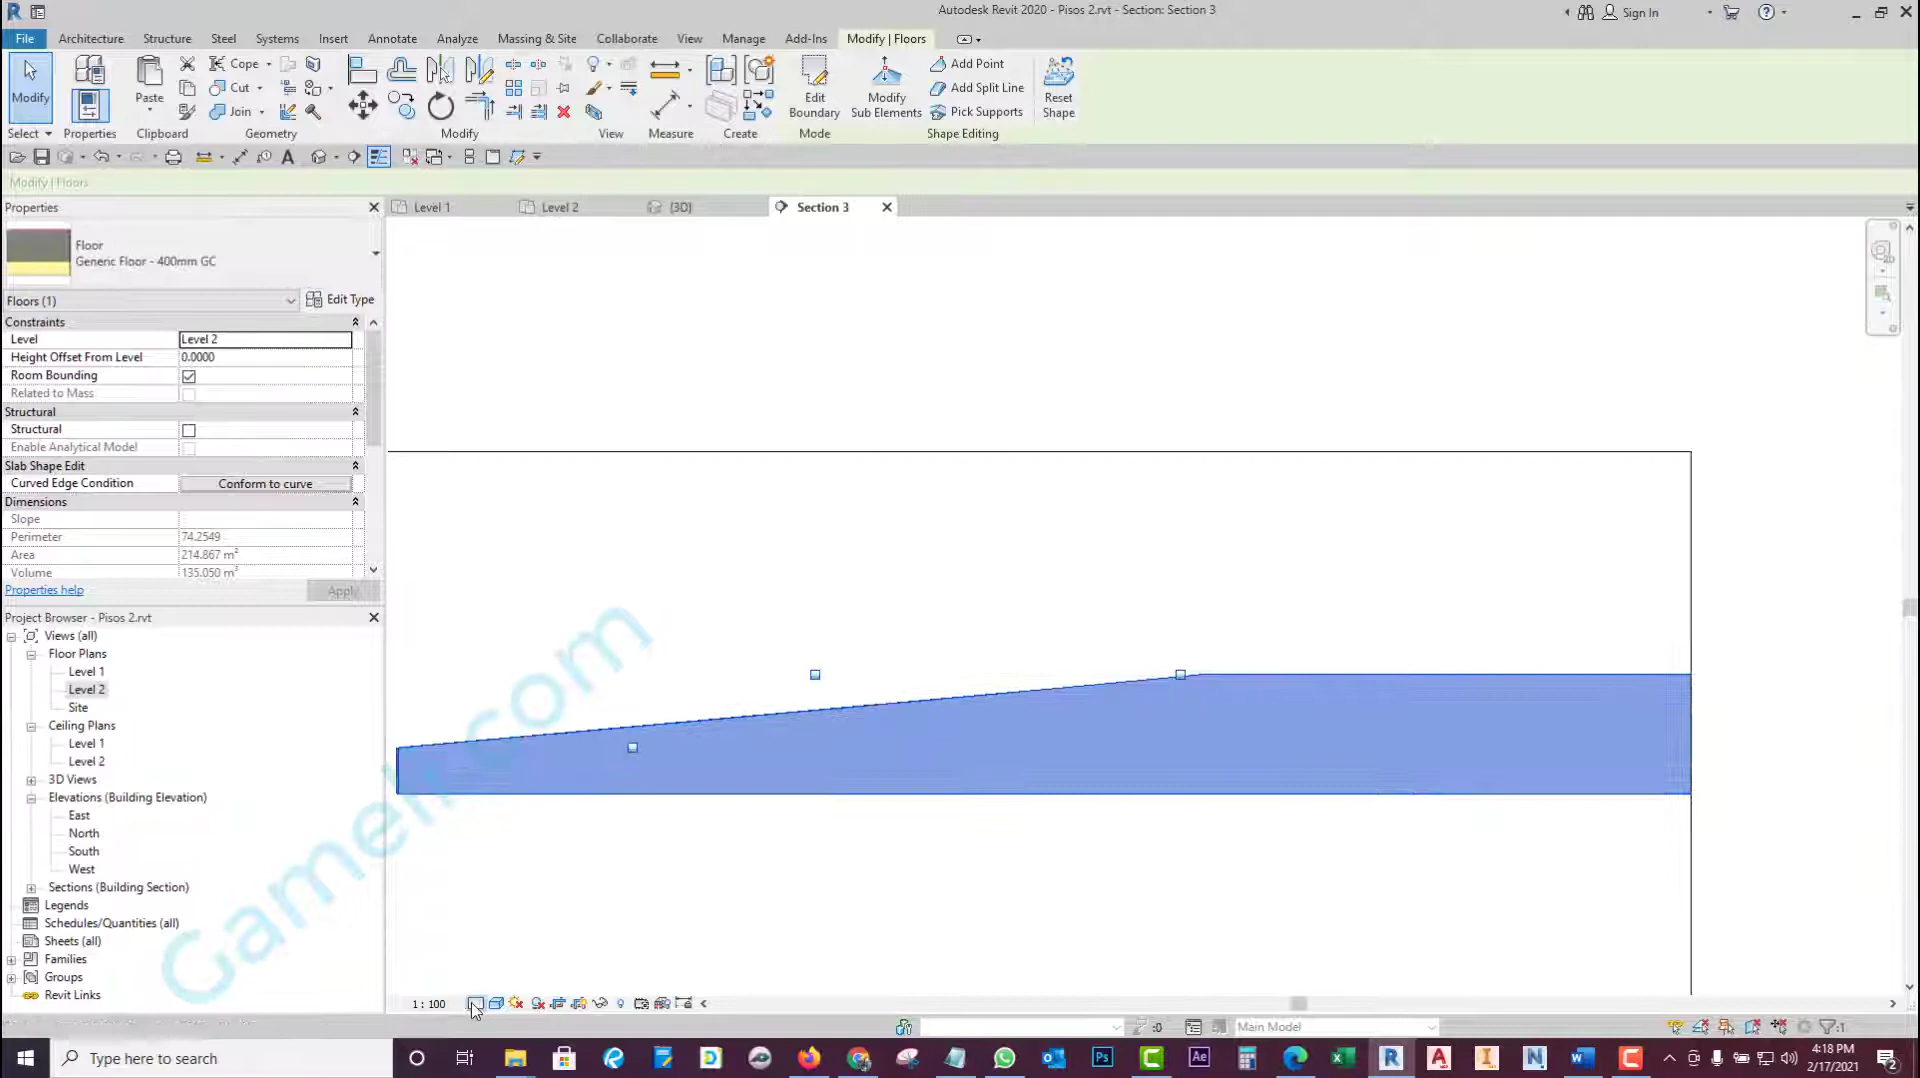 Autodesk Revit 2020 - Pisos 2.rvt - Section: Section 3
Sign In
File Architecture Structure Steel Systems Insert Annotate Analyze Massing & Site Collaborate View Manage Add-Ins Modify | Floors
Modify
Paste
Cope
Cut
Join
Edit Boundary
Modify Sub Elements
Add Point
Add Split Line
Pick Supports
Reset Shape
Select Properties Clipboard Geometry Modify View Measure Create Mode Shape Editing
Modify | Floors
Properties
Level 1
Level 2
{3D}
Section 3
Floor
Generic Floor - 400mm GC
Floors (1)
Edit Type
Constraints
Level Level 2
Height Offset From Level 0.0000
Room Bounding
Related to Mass
Structural
Structural
Enable Analytical Model
Slab Shape Edit
Curved Edge Condition Conform to curve
Dimensions
Slope
Perimeter 74.2549
Area 214.867 m²
Volume 135.050 m³
Properties help
Apply
Project Browser - Pisos 2.rvt
Views (all)
Floor Plans
Level 1
Level 2
Site
Ceiling Plans
Level 1
Level 2
3D Views
Elevations (Building Elevation)
East
North
South
West
Sections (Building Section)
Legends
Schedules/Quantities (all)
Sheets (all)
Families
Groups
Revit Links
1 : 100
:0
Main Model
:1
Type here to search
4:18 PM
2/17/2021
2